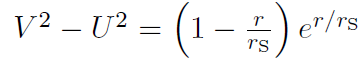 V² − U² = (1 − r/r_S) e^{r/r_S}